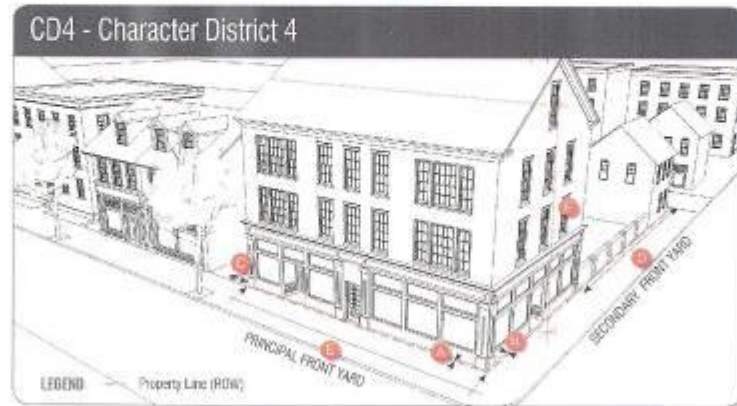 CD4 - Character District 4
C
F
D
E
A
B
PRINCIPAL FRONT YARD
SECONDARY FRONT YARD
LEGEND Property Line (ROW)